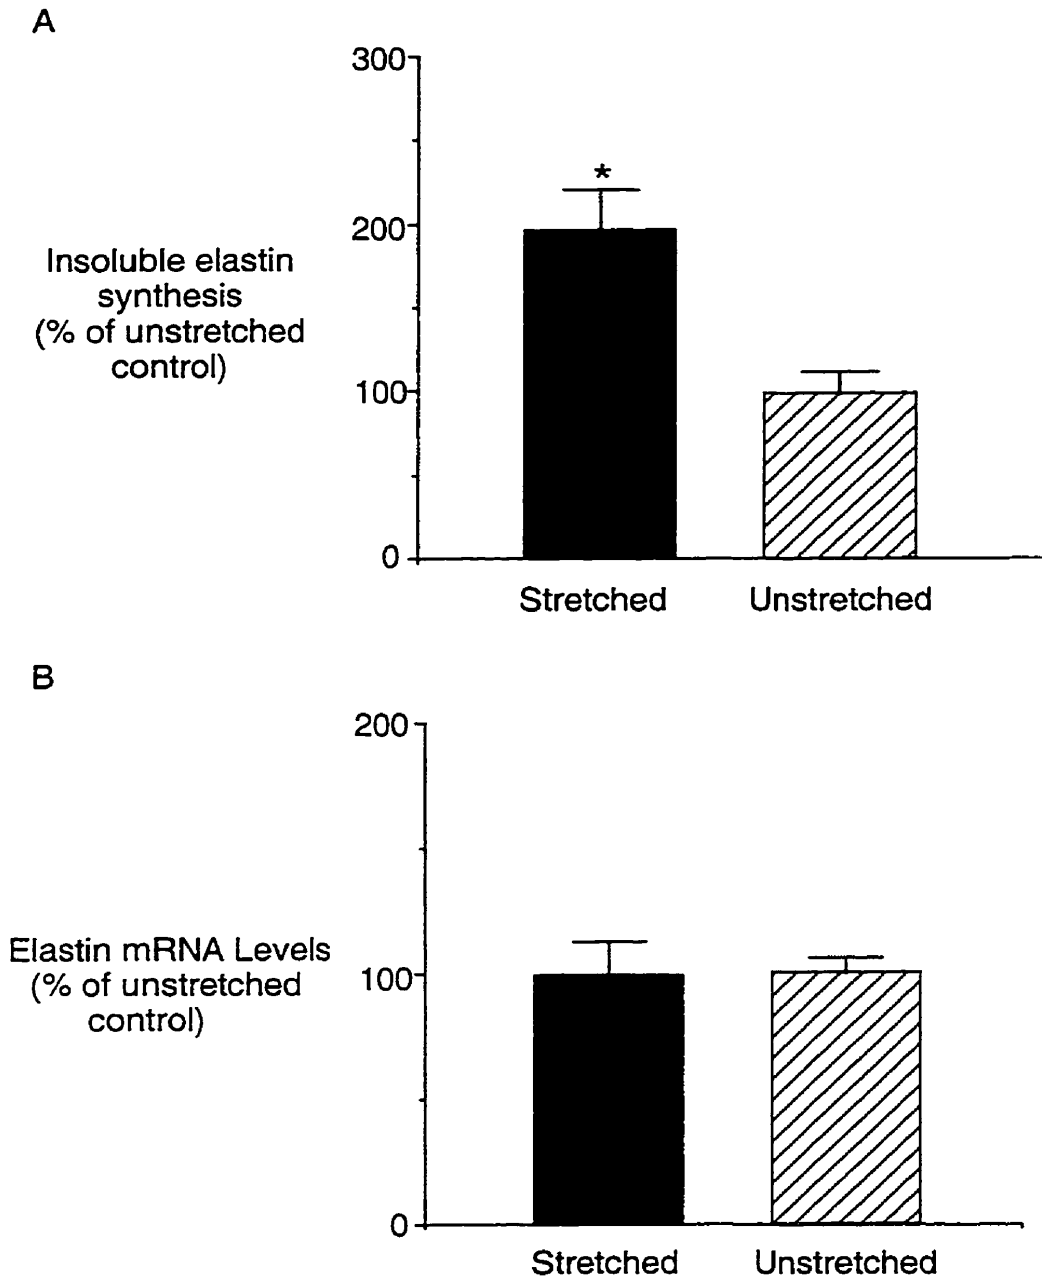 A
300
200
100
0
*
Insoluble elastin
synthesis
(% of unstretched
control)
Stretched Unstretched
B
200
100
0
Elastin mRNA Levels
(% of unstretched
control)
Stretched Unstretched